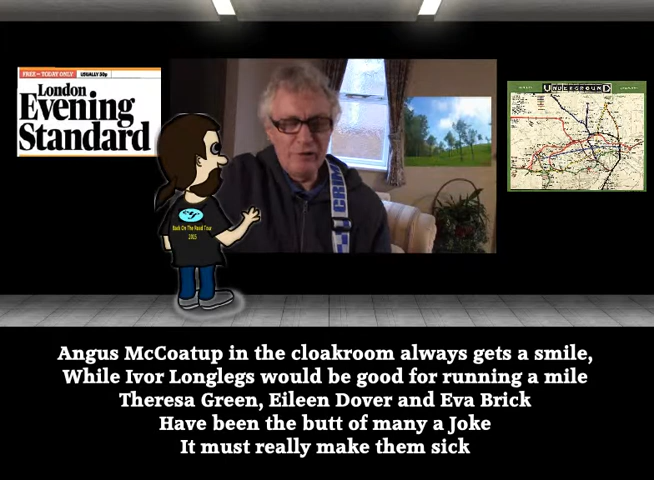 FREE - TODAY ONLY USUALLY 50p
London
Evening
Standard
UNDERGROUND
CRIM
Back On The Road Tour
2015
Angus McCoatup in the cloakroom always gets a smile,
While Ivor Longlegs would be good for running a mile
Theresa Green, Eileen Dover and Eva Brick
Have been the butt of many a Joke
It must really make them sick